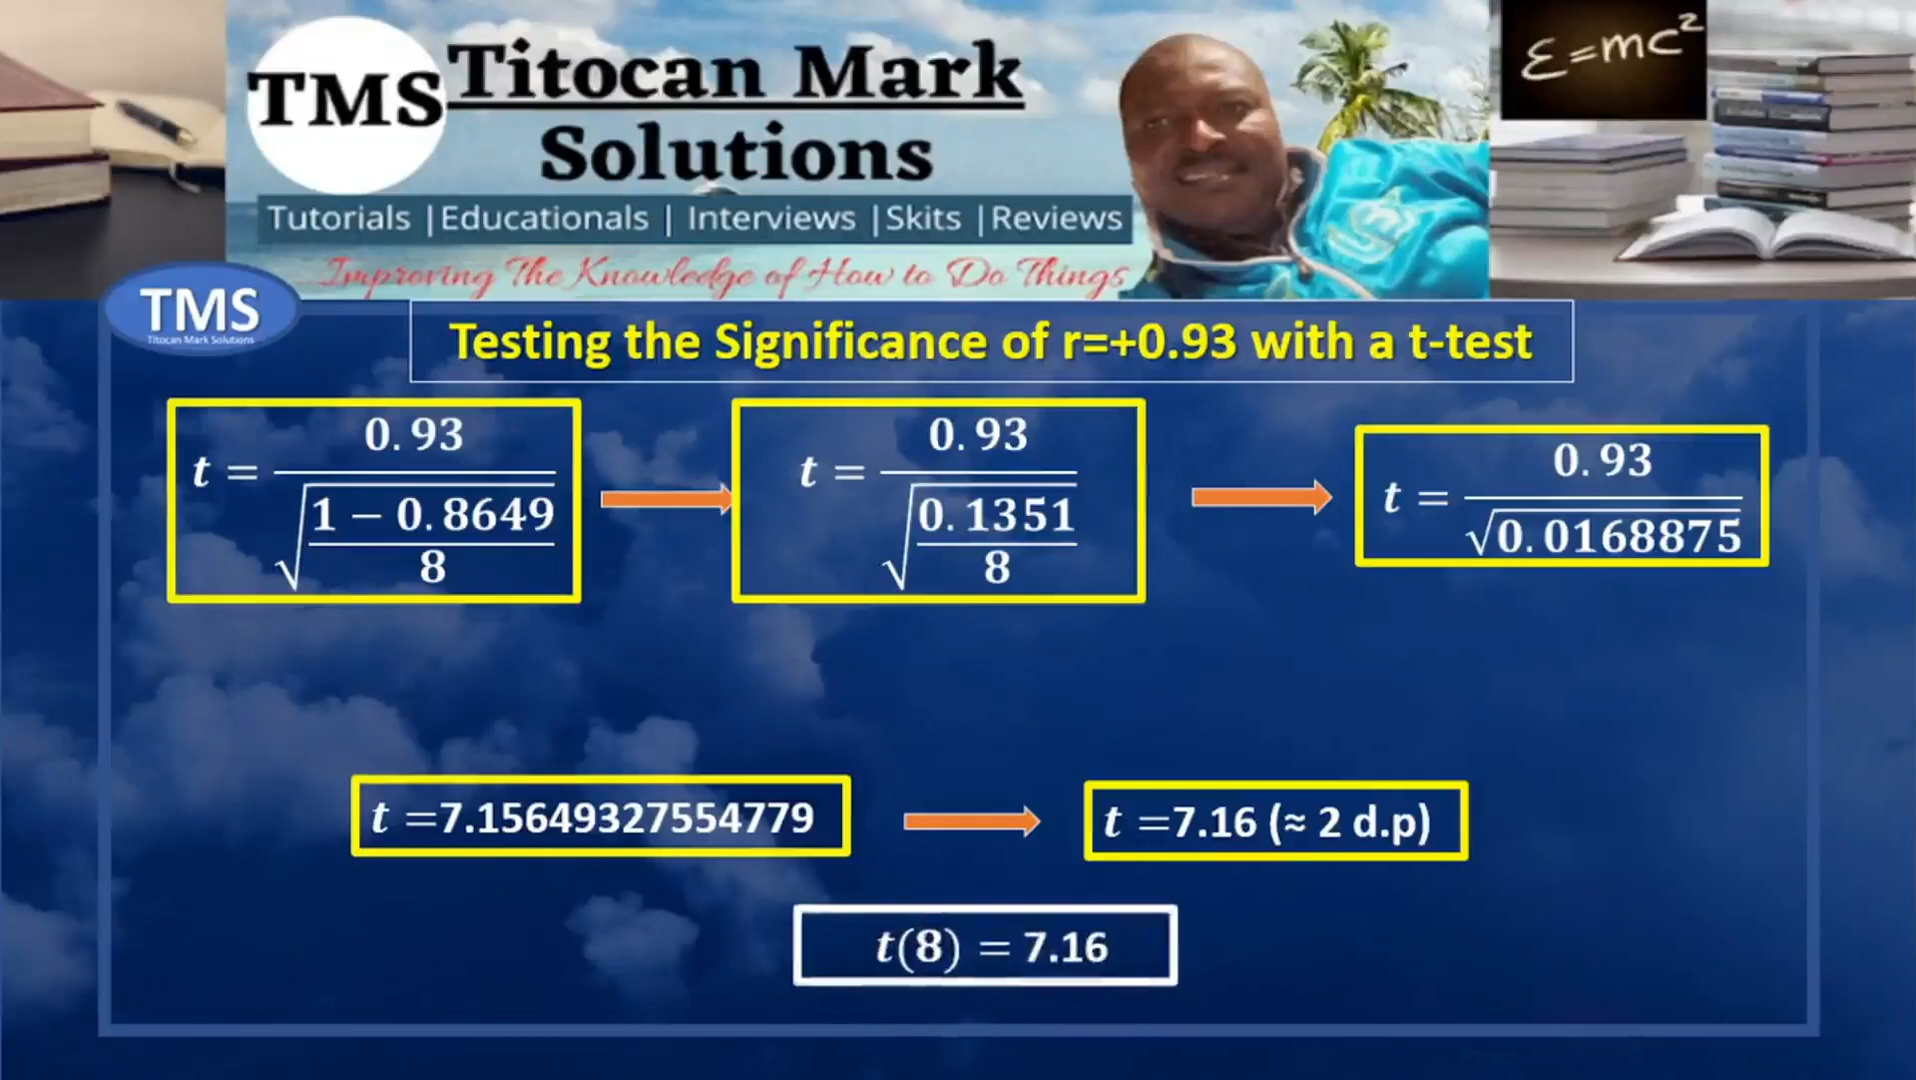 TMS
Titocan Mark
Solutions
Tutorials |Educationals | Interviews |Skits |Reviews
...Improving The Knowledge of How to Do Things
ε=mc²
TMS
Titocan Mark Solutions
Testing the Significance of r=+0.93 with a t-test
t = 0.93 / √((1 − 0.8649) / 8)
t = 0.93 / √(0.1351 / 8)
t = 0.93 / √0.0168875
t =7.15649327554779
t =7.16 (≈ 2 d.p)
t(8) = 7.16